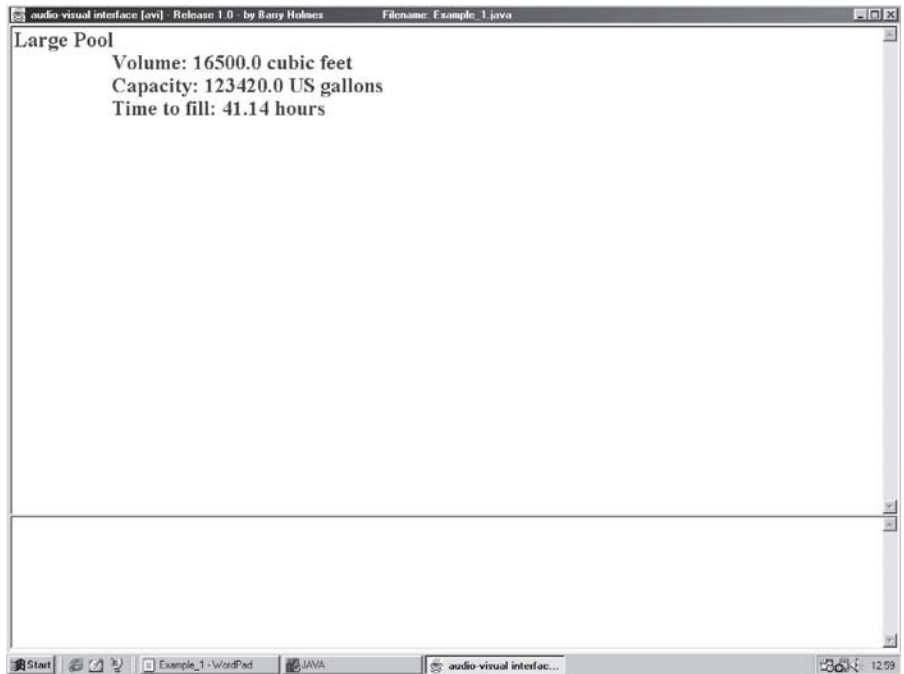 audio-visual interface [avi] - Release 1.0 - by Barry Holmes Filename: Example_1.java
Large Pool
Volume: 16500.0 cubic feet
Capacity: 123420.0 US gallons
Time to fill: 41.14 hours
Start Example_1 - WordPad JAVA audio-visual interfac... 12:59